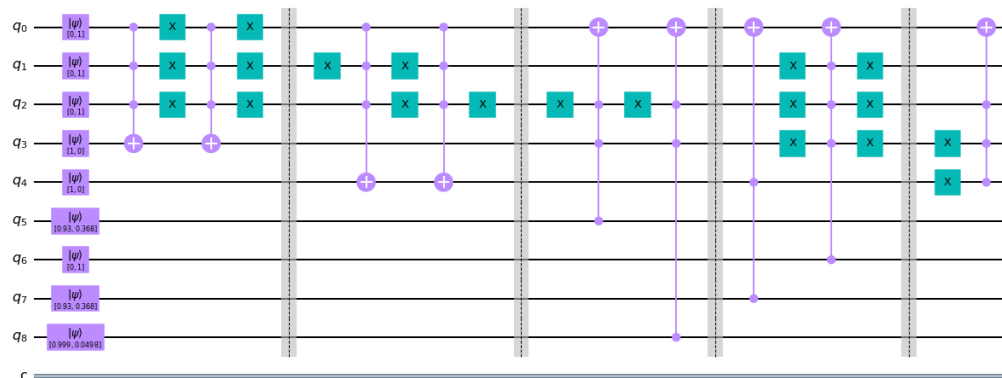 q0 |ψ⟩ [0, 1] X X
q1 |ψ⟩ [0, 1] X X X X X X
q2 |ψ⟩ [0, 1] X X X X X X X X
q3 |ψ⟩ [1, 0] X X X
q4 |ψ⟩ [1, 0] X
q5 |ψ⟩ [0.93, 0.368]
q6 |ψ⟩ [0, 1]
q7 |ψ⟩ [0.93, 0.368]
q8 |ψ⟩ [0.999, 0.0498]
c